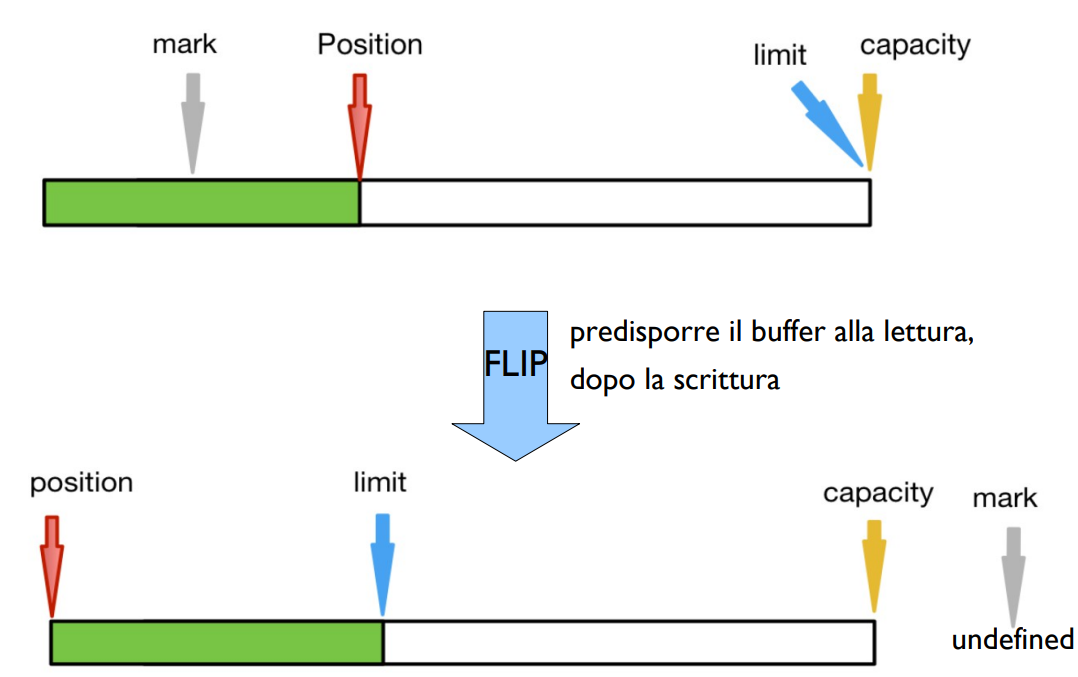 mark
Position
limit
capacity
FLIP
predisporre il buffer alla lettura,
dopo la scrittura
position
limit
capacity
mark
undefined